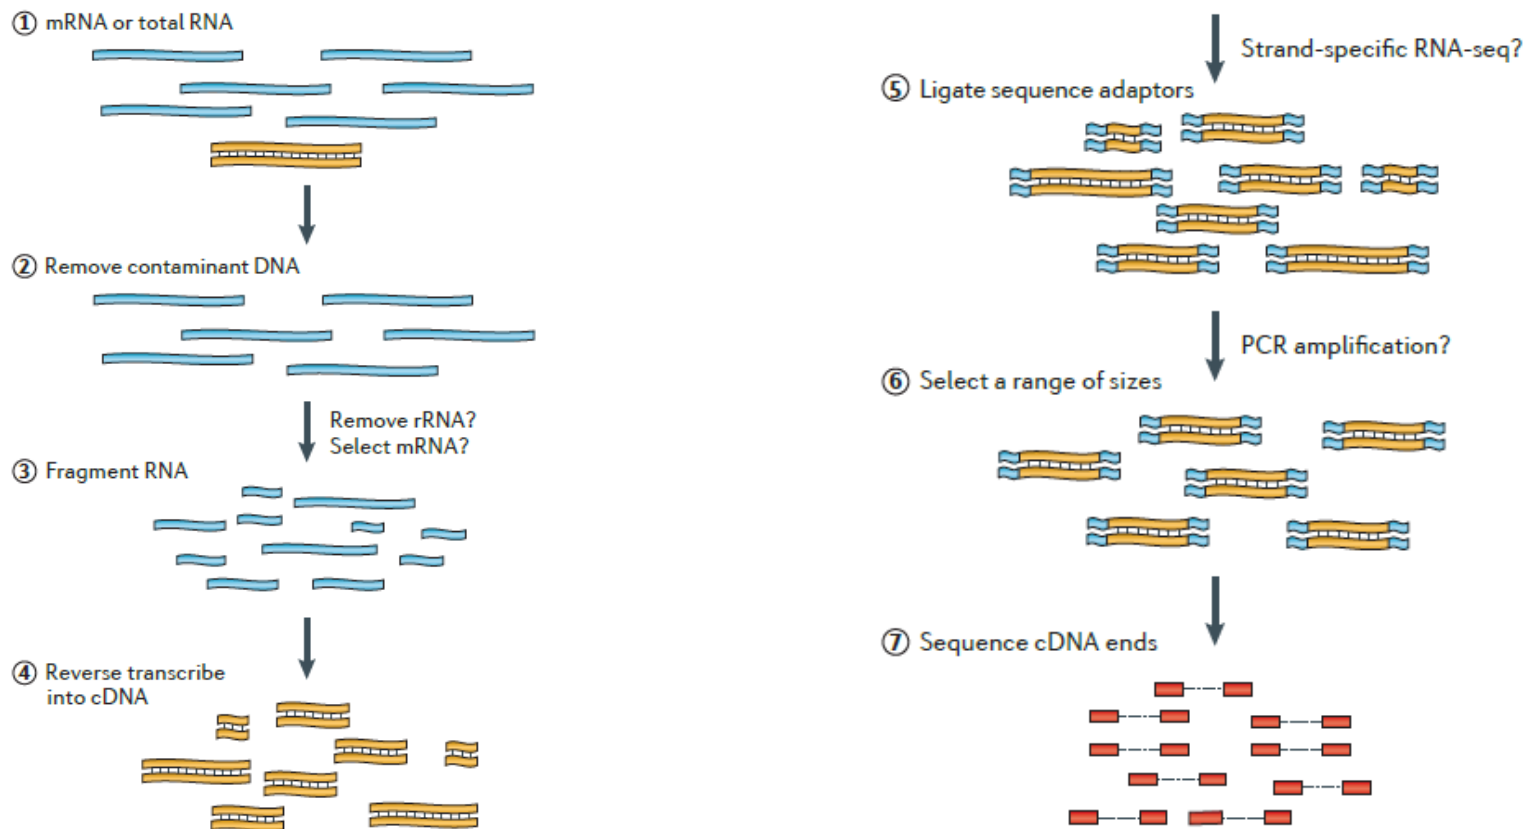 ① mRNA or total RNA
② Remove contaminant DNA
Remove rRNA?
Select mRNA?
③ Fragment RNA
④ Reverse transcribe
into cDNA
Strand-specific RNA-seq?
⑤ Ligate sequence adaptors
PCR amplification?
⑥ Select a range of sizes
⑦ Sequence cDNA ends